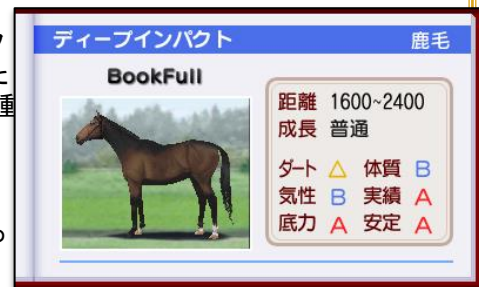 ディープインパクト 鹿毛
BookFull
距離 1600~2400
成長 普通
ダート △ 体質 B
気性 B 実績 A
底力 A 安定 A
種
。